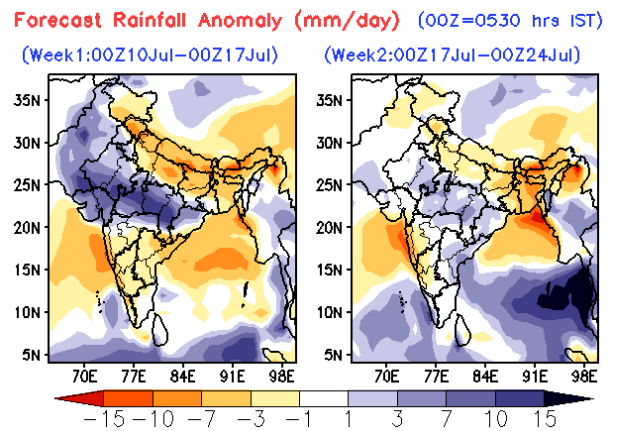 Forecast Rainfall Anomaly (mm/day) (00Z=0530 hrs IST)
(Week1:00Z10Jul–00Z17Jul) (Week2:00Z17Jul–00Z24Jul)
35N 35N
30N 30N
25N 25N
20N 20N
15N 15N
10N 10N
5N 5N
70E 77E 84E 91E 98E 70E 77E 84E 91E 98E
−15 −10 −7 −3 −1 1 3 7 10 15